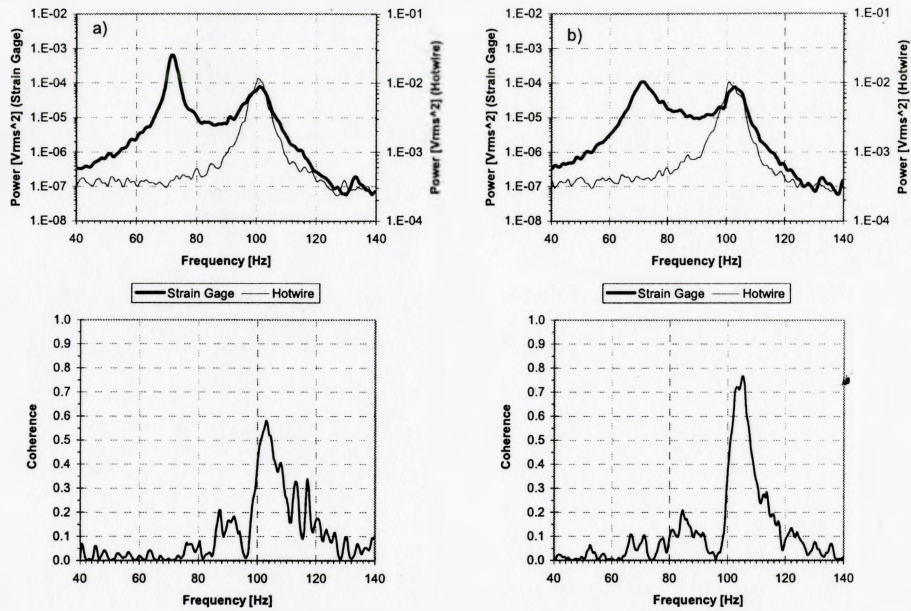 a)
Power [Vrms^2] (Strain Gage)
1.E-02
1.E-03
1.E-04
1.E-05
1.E-06
1.E-07
1.E-08
1.E-01
1.E-02
1.E-03
1.E-04
Power [Vrms^2] (Hotwire)
40 60 80 100 120 140
Frequency [Hz]
Strain Gage Hotwire
b)
Power [Vrms^2] (Strain Gage)
1.E-02
1.E-03
1.E-04
1.E-05
1.E-06
1.E-07
1.E-08
1.E-01
1.E-02
1.E-03
1.E-04
Power [Vrms^2] (Hotwire)
40 60 80 100 120 140
Frequency [Hz]
Strain Gage Hotwire
Coherence
1.0
0.9
0.8
0.7
0.6
0.5
0.4
0.3
0.2
0.1
0.0
40 60 80 100 120 140
Frequency [Hz]
Coherence
1.0
0.9
0.8
0.7
0.6
0.5
0.4
0.3
0.2
0.1
0.0
40 60 80 100 120 140
Frequency [Hz]